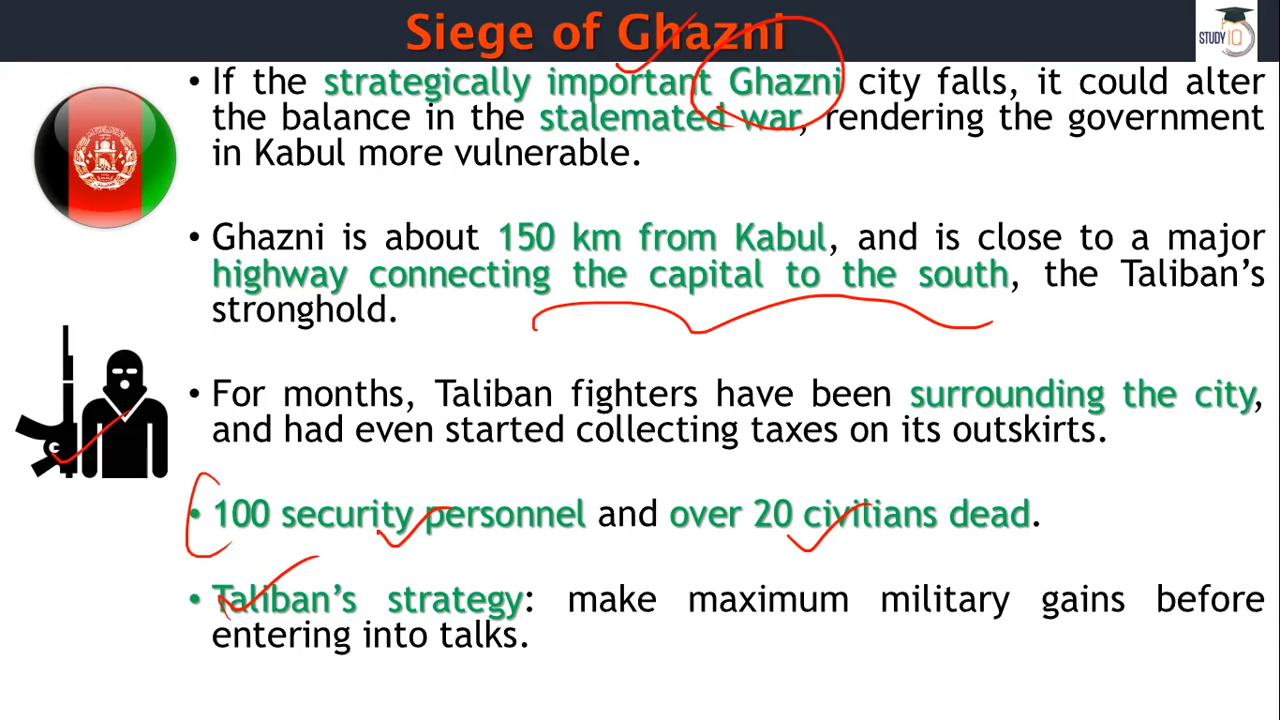 Siege of Ghazni
STUDY IQ
• If the strategically important Ghazni city falls, it could alter
the balance in the stalemated war, rendering the government
in Kabul more vulnerable.
• Ghazni is about 150 km from Kabul, and is close to a major
highway connecting the capital to the south, the Taliban's
stronghold.
• For months, Taliban fighters have been surrounding the city,
and had even started collecting taxes on its outskirts.
• 100 security personnel and over 20 civilians dead.
• Taliban's strategy: make maximum military gains before
entering into talks.